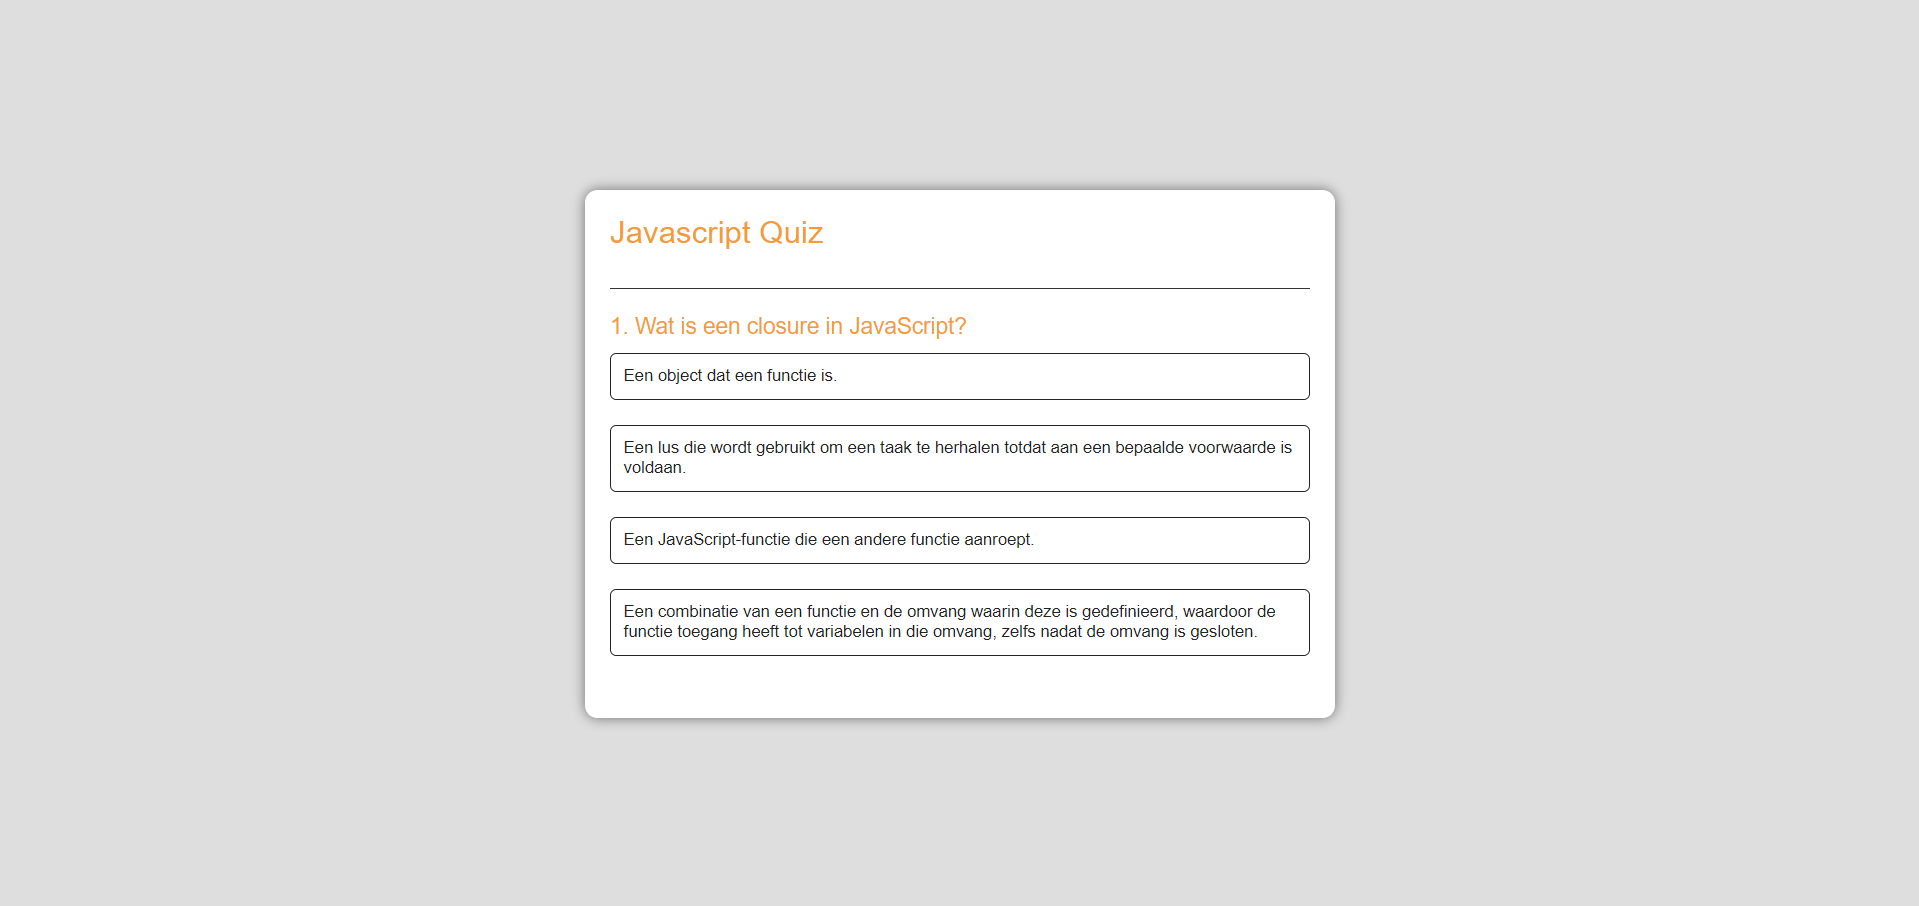 Javascript Quiz
1. Wat is een closure in JavaScript?
Een object dat een functie is.
Een lus die wordt gebruikt om een taak te herhalen totdat aan een bepaalde voorwaarde is
voldaan.
Een JavaScript-functie die een andere functie aanroept.
Een combinatie van een functie en de omvang waarin deze is gedefinieerd, waardoor de
functie toegang heeft tot variabelen in die omvang, zelfs nadat de omvang is gesloten.